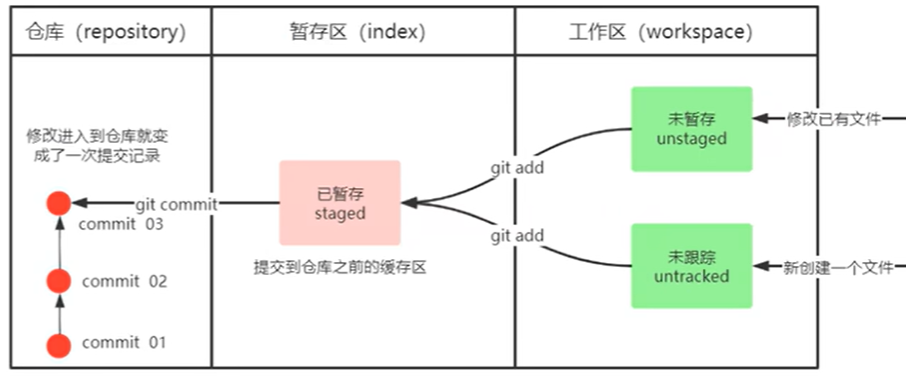 仓库（repository）
暂存区（index）
工作区（workspace）
修改进入到仓库就变
成了一次提交记录
git commit
commit 03
commit 02
commit 01
已暂存
staged
提交到仓库之前的缓存区
git add
git add
未暂存
unstaged
修改已有文件
未跟踪
untracked
新创建一个文件